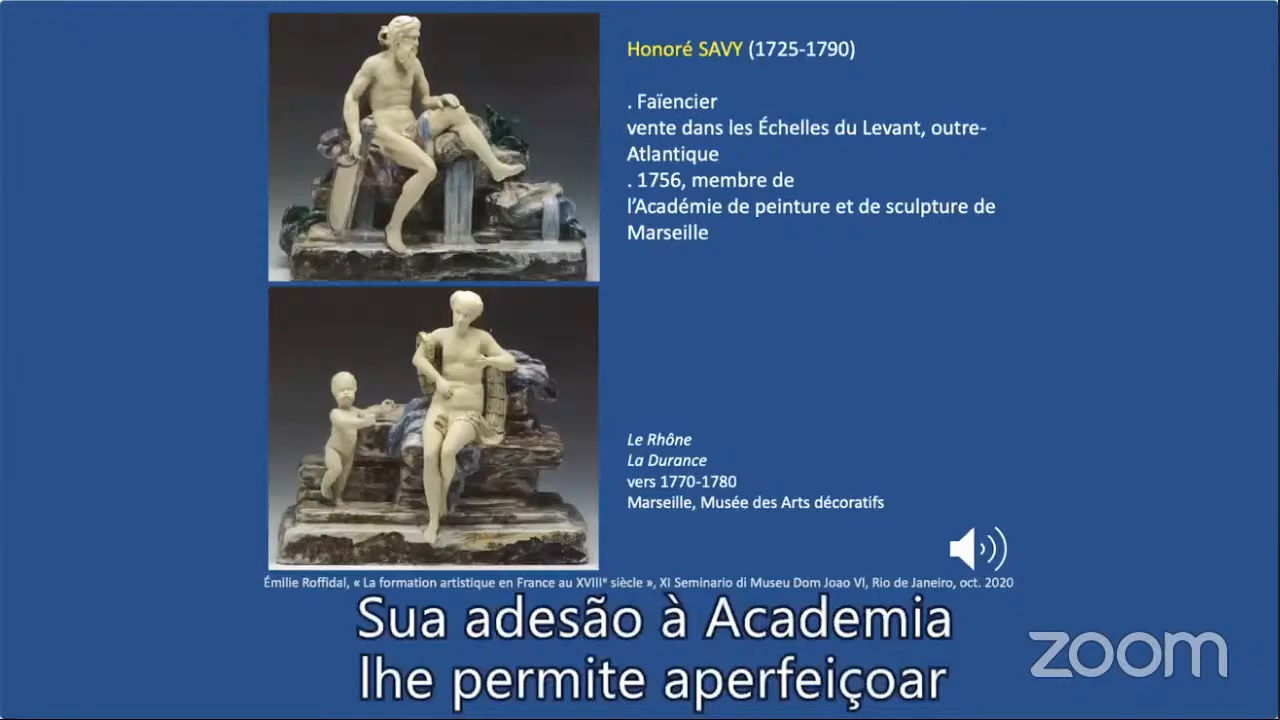 Honoré SAVY (1725-1790)
. Faïencier
vente dans les Échelles du Levant, outre-
Atlantique
. 1756, membre de
l’Académie de peinture et de sculpture de
Marseille
Le Rhône
La Durance
vers 1770-1780
Marseille, Musée des Arts décoratifs
Émilie Roffidal, « La formation artistique en France au XVIIIᵉ siècle », XI Seminario di Museu Dom Joao VI, Rio de Janeiro, oct. 2020
Sua adesão à Academia
lhe permite aperfeiçoar
zoom